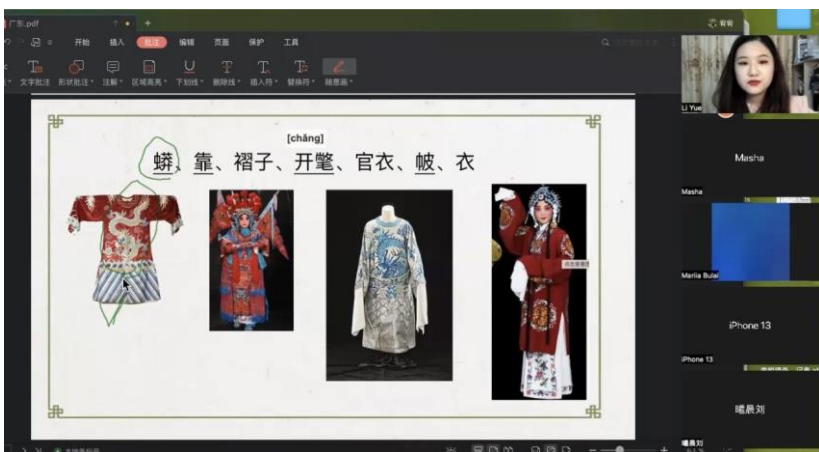 广东.pdf
开始 插入 批注 编辑 页面 保护 工具
文字批注 形状批注 注解 区域高亮 下划线 删除线 插入符 替换符 随意画
[chǎng]
蟒、靠、褶子、开氅、官衣、帔、衣
Li Yue
Masha
Masha
Mariia Bulai
iPhone 13
iPhone 13
曦晨刘
曦晨刘